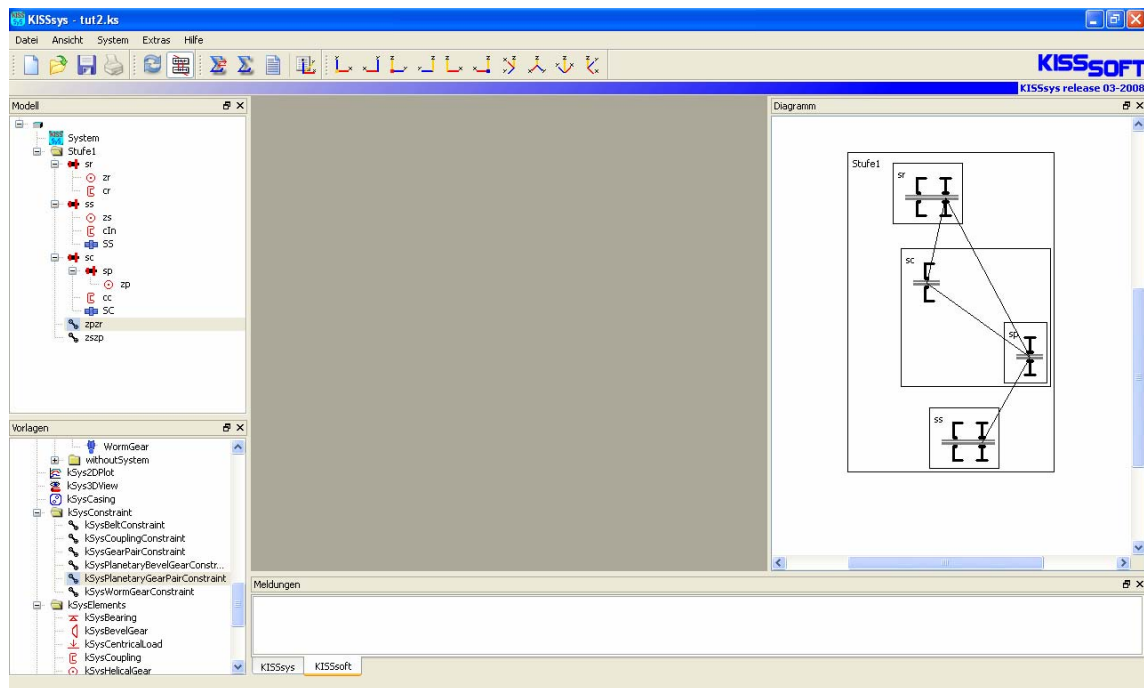 KISSsys - tut2.ks
Datei Ansicht System Extras Hilfe
KISSsOFT
KISSsys release 03-2008
Modell
System
Stufe1
sr
zr
cr
ss
zs
cIn
SS
sc
sp
zp
cc
SC
zpzr
zszp
Vorlagen
WormGear
withoutSystem
kSys2DPlot
kSys3DView
kSysCasing
kSysConstraint
kSysBeltConstraint
kSysCouplingConstraint
kSysGearPairConstraint
kSysPlanetaryBevelGearConstr...
kSysPlanetaryGearPairConstraint
kSysWormGearConstraint
kSysElements
kSysBearing
kSysBevelGear
kSysCentricalLoad
kSysCoupling
kSysHelicalGear
Diagramm
Stufe1
sr
sc
sp
ss
Meldungen
KISSsys KISSsoft